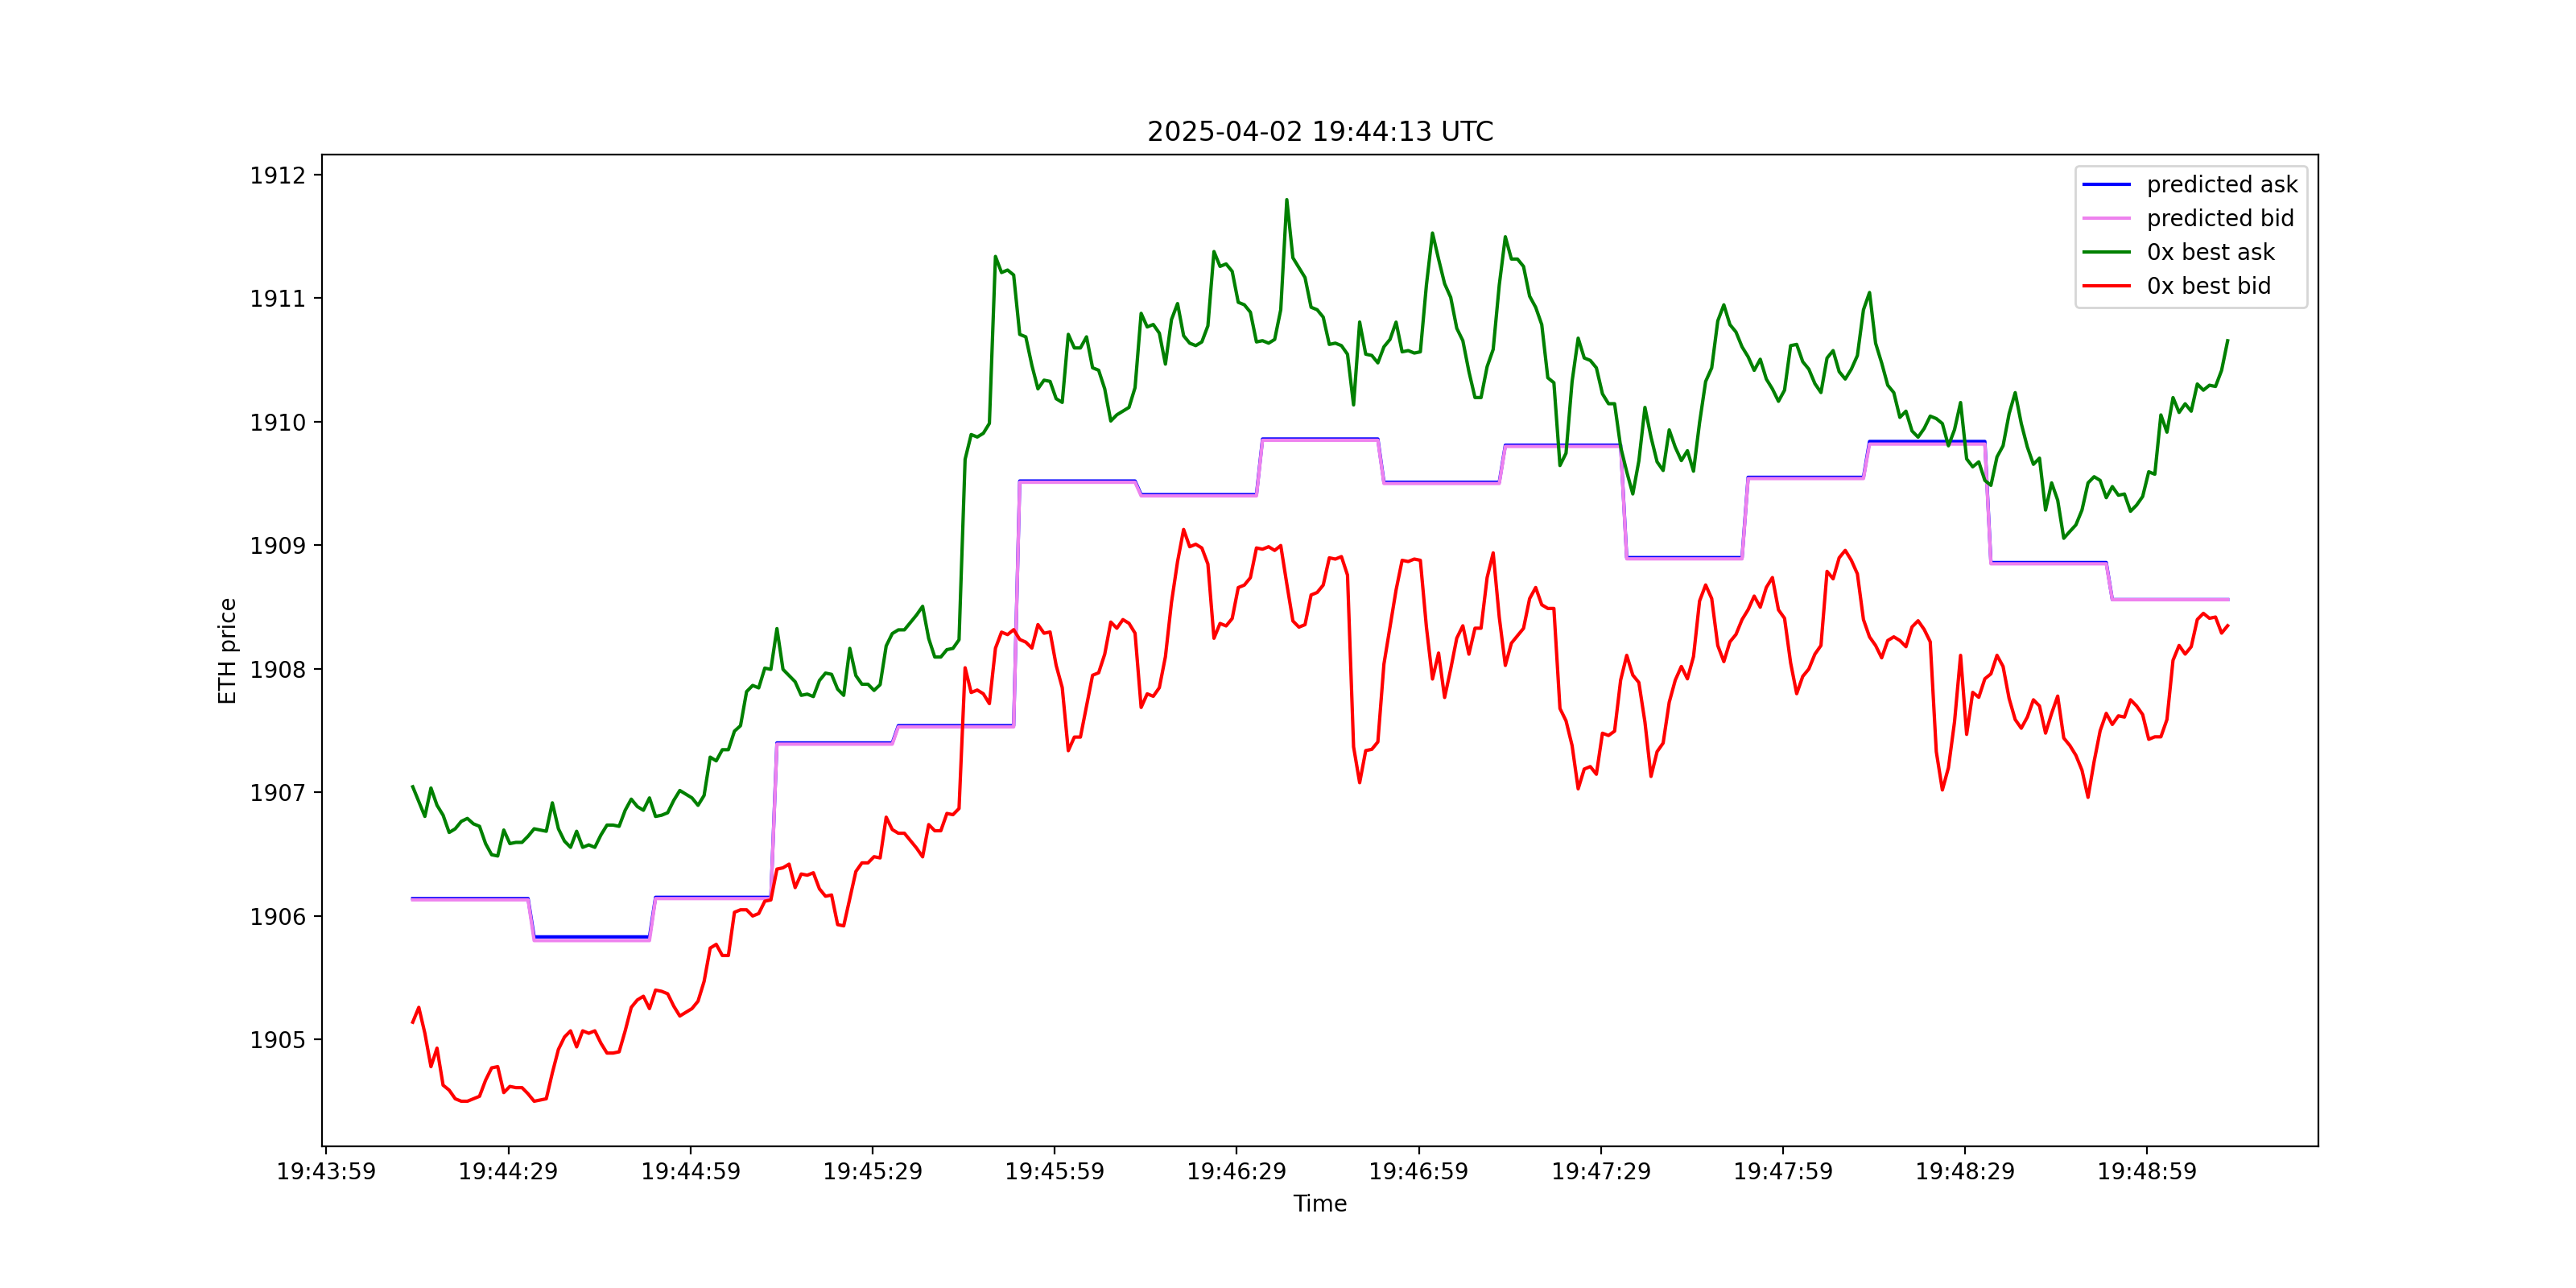 2025-04-02 19:44:13 UTC
predicted ask
predicted bid
0x best ask
0x best bid
1912
1911
1910
1909
1908
1907
1906
1905
ETH price
19:43:59 19:44:29 19:44:59 19:45:29 19:45:59 19:46:29 19:46:59 19:47:29 19:47:59 19:48:29 19:48:59
Time